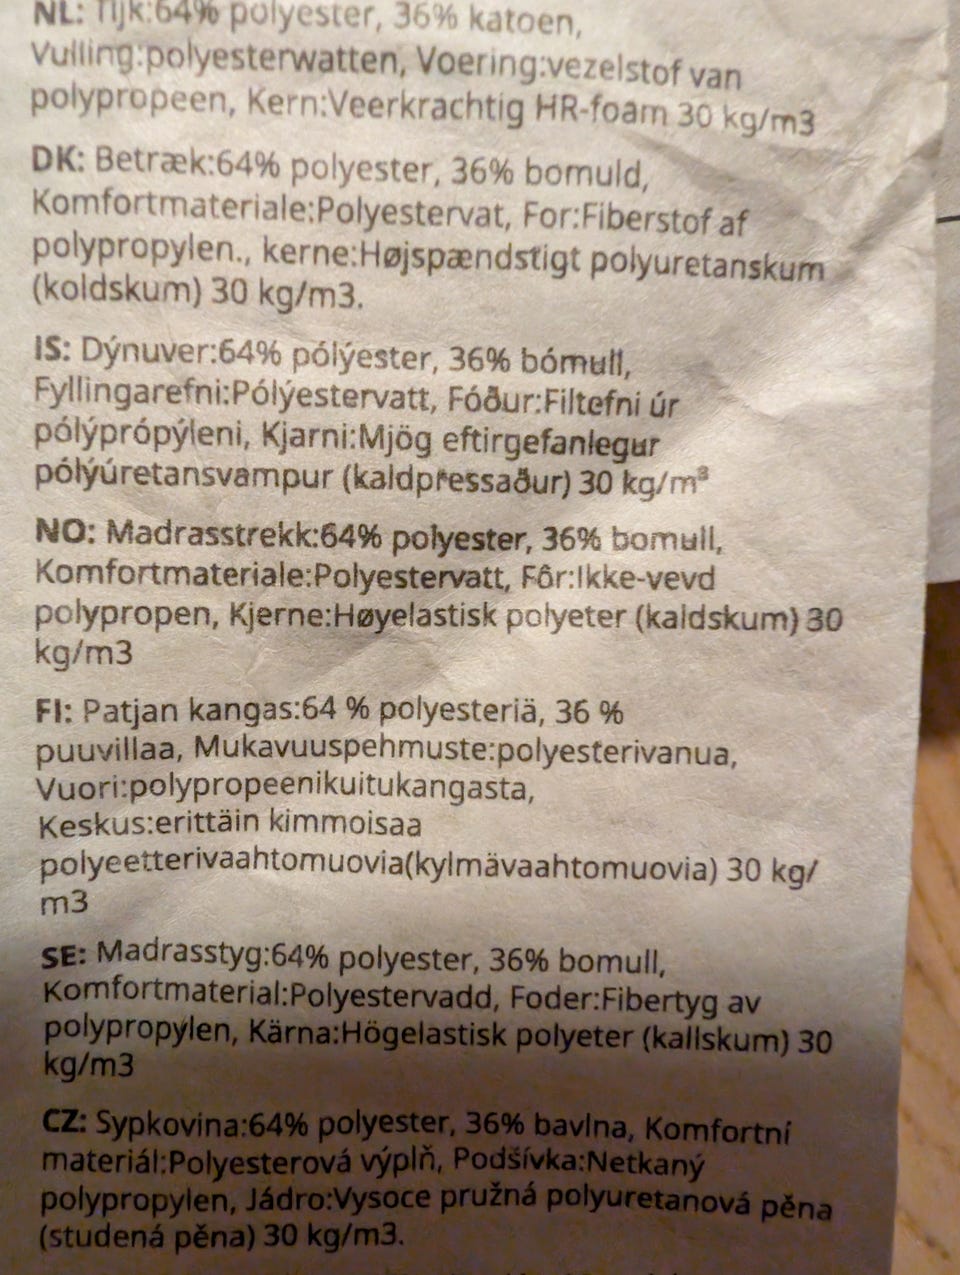 NL: Tijk:64% polyester, 36% katoen,
Vulling:polyesterwatten, Voering:vezelstof van
polypropeen, Kern:Veerkrachtig HR-foam 30 kg/m3
DK: Betræk:64% polyester, 36% bomuld,
Komfortmateriale:Polyestervat, For:Fiberstof af
polypropylen., kerne:Højspændstigt polyuretanskum
(koldskum) 30 kg/m3.
IS: Dýnuver:64% pólýester, 36% bómull,
Fyllingarefni:Pólýestervatt, Fóður:Filtefni úr
pólýprópýleni, Kjarni:Mjög eftirgefanlegur
pólýúretansvampur (kaldpressaður) 30 kg/m³
NO: Madrasstrekk:64% polyester, 36% bomull,
Komfortmateriale:Polyestervatt, Fôr:Ikke-vevd
polypropen, Kjerne:Høyelastisk polyeter (kaldskum) 30
kg/m3
FI: Patjan kangas:64 % polyesteriä, 36 %
puuvillaa, Mukavuuspehmuste:polyesterivanua,
Vuori:polypropeenikuitukangasta,
Keskus:erittäin kimmoisaa
polyeetterivaahtomuovia(kylmävaahtomuovia) 30 kg/
m3
SE: Madrasstyg:64% polyester, 36% bomull,
Komfortmaterial:Polyestervadd, Foder:Fibertyg av
polypropylen, Kärna:Högelastisk polyeter (kallskum) 30
kg/m3
CZ: Sypkovina:64% polyester, 36% bavlna, Komfortní
materiál:Polyesterová výplň, Podšívka:Netkaný
polypropylen, Jádro:Vysoce pružná polyuretanová pěna
(studená pěna) 30 kg/m3.